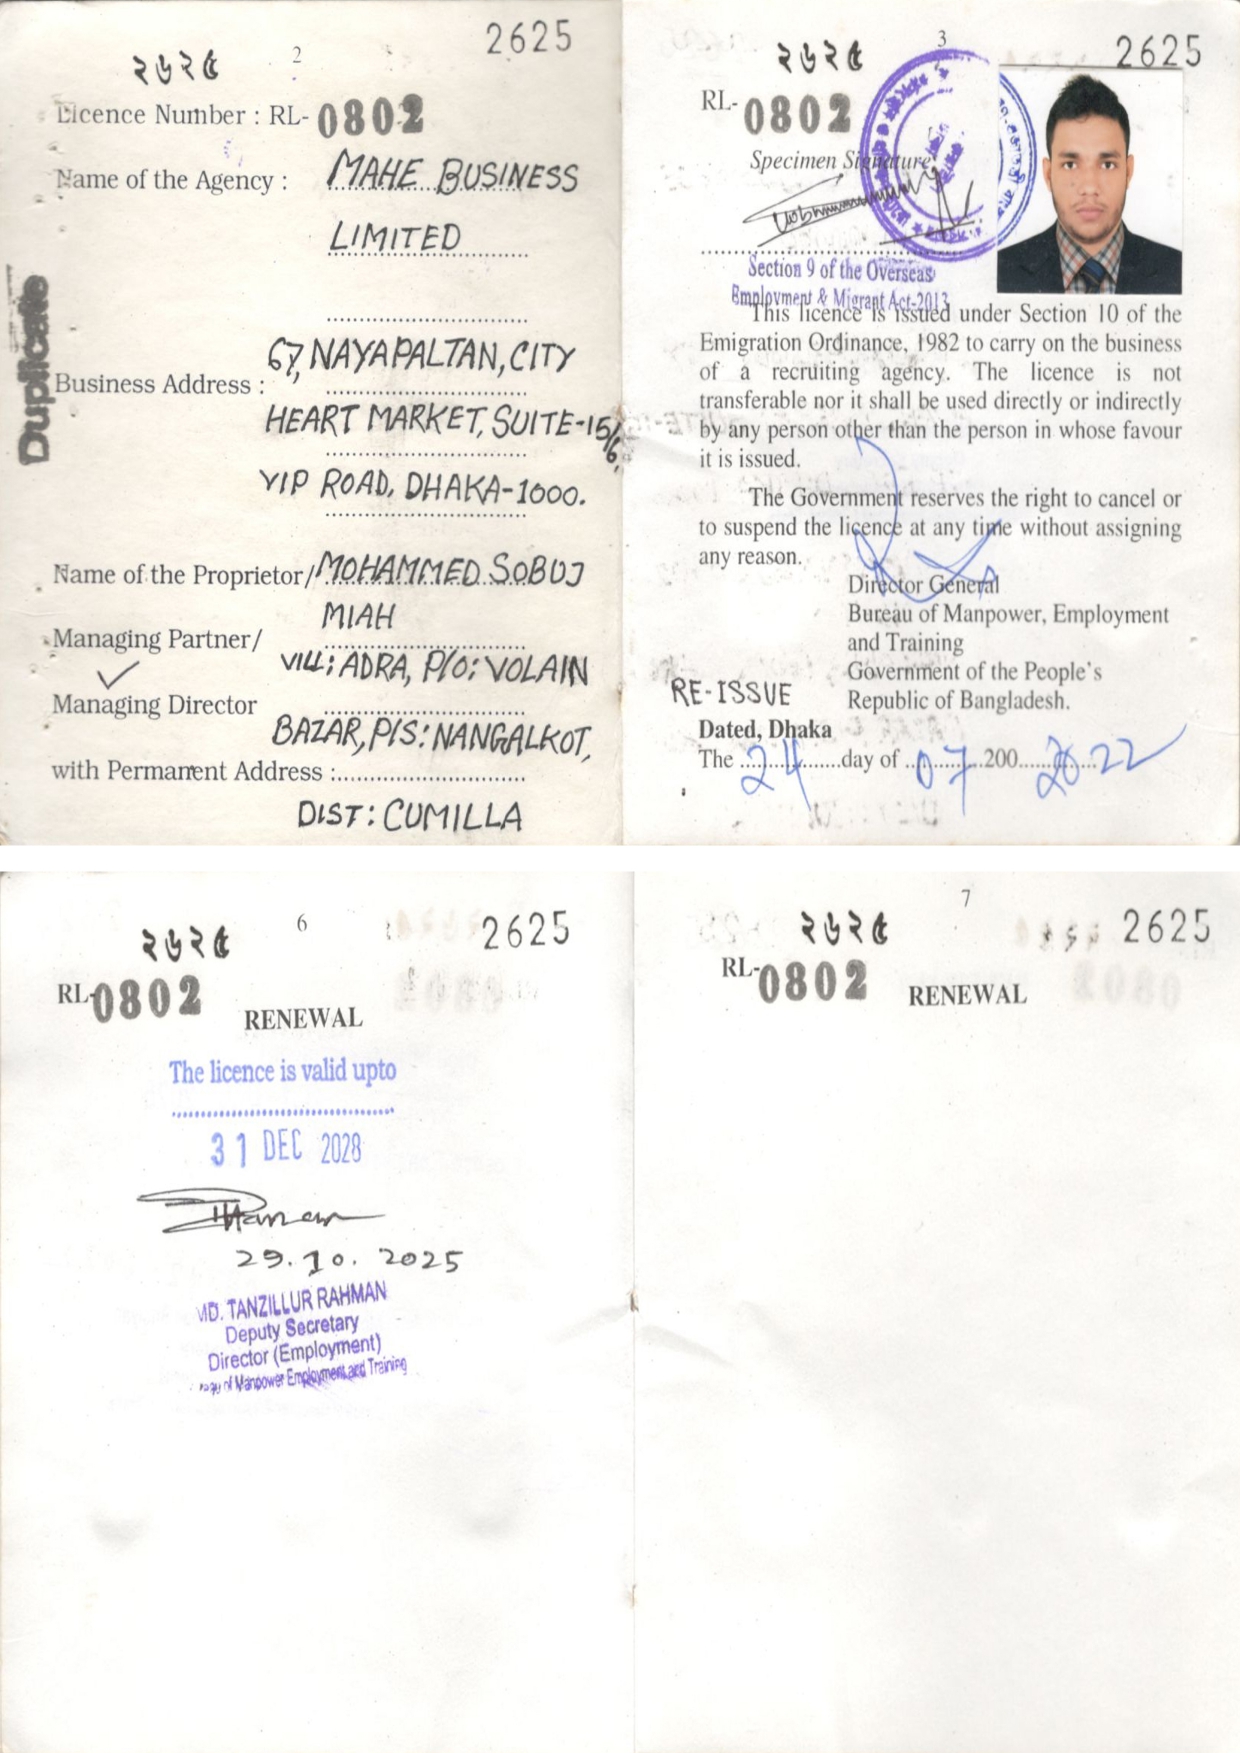 ২৬২৫
2
2625
Licence Number : RL- 0802
Name of the Agency : MAHE BUSINESS
LIMITED
Duplicate
67, NAYAPALTAN, CITY
Business Address :
HEART MARKET, SUITE-15/6,
VIP ROAD, DHAKA-1000.
Name of the Proprietor/ MOHAMMED SOBUJ
MIAH
Managing Partner/
VILL: ADRA, P/O: VOLAIN
Managing Director
BAZAR, P/S: NANGALKOT,
with Permanent Address :
DIST: CUMILLA
3
২৬২৫
2625
RL- 0802
Specimen Signature
Section 9 of the Overseas
Employment & Migrant Act-2013
This licence is issued under Section 10 of the
Emigration Ordinance, 1982 to carry on the business
of a recruiting agency. The licence is not
transferable nor it shall be used directly or indirectly
by any person other than the person in whose favour
it is issued.
The Government reserves the right to cancel or
to suspend the licence at any time without assigning
any reason.
Director General
Bureau of Manpower, Employment
and Training
Government of the People's
Republic of Bangladesh.
RE-ISSUE
Dated, Dhaka
The 24 day of 07 200 2022
২৬২৫
6
2625
RL- 0802
RENEWAL
The licence is valid upto
31 DEC 2028
29.10.2025
MD. TANZILLUR RAHMAN
Deputy Secretary
Director (Employment)
of Manpower Employment and Training
7
২৬২৫
2625
RL- 0802
RENEWAL